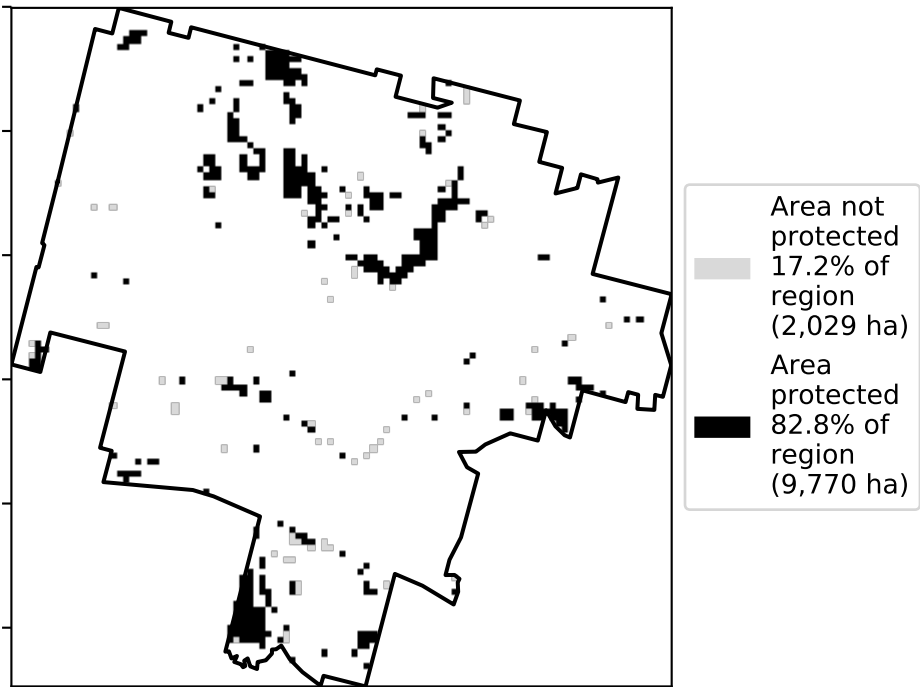 Area not
protected
17.2% of
region
(2,029 ha)
Area
protected
82.8% of
region
(9,770 ha)